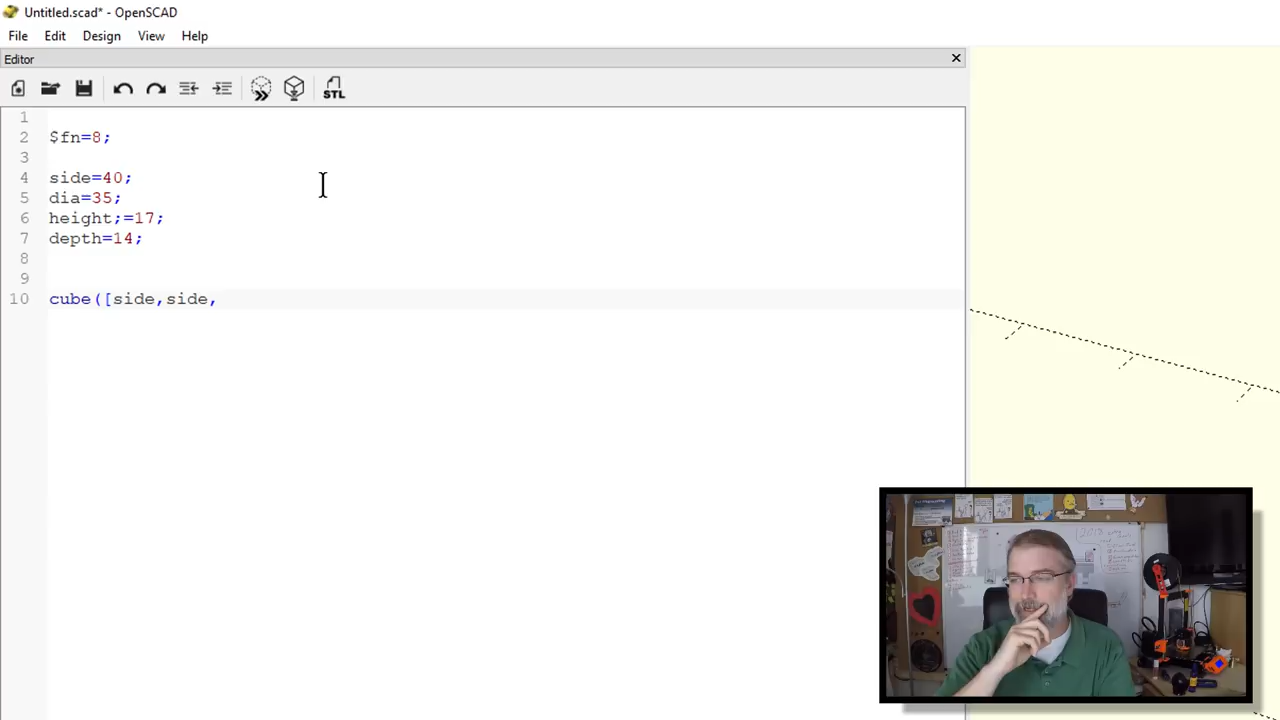 Untitled.scad* - OpenSCAD
File Edit Design View Help
Editor
STL
1
2 $fn=8;
3
4 side=40;
5 dia=35;
6 height;=17;
7 depth=14;
8
9
10 cube([side,side,